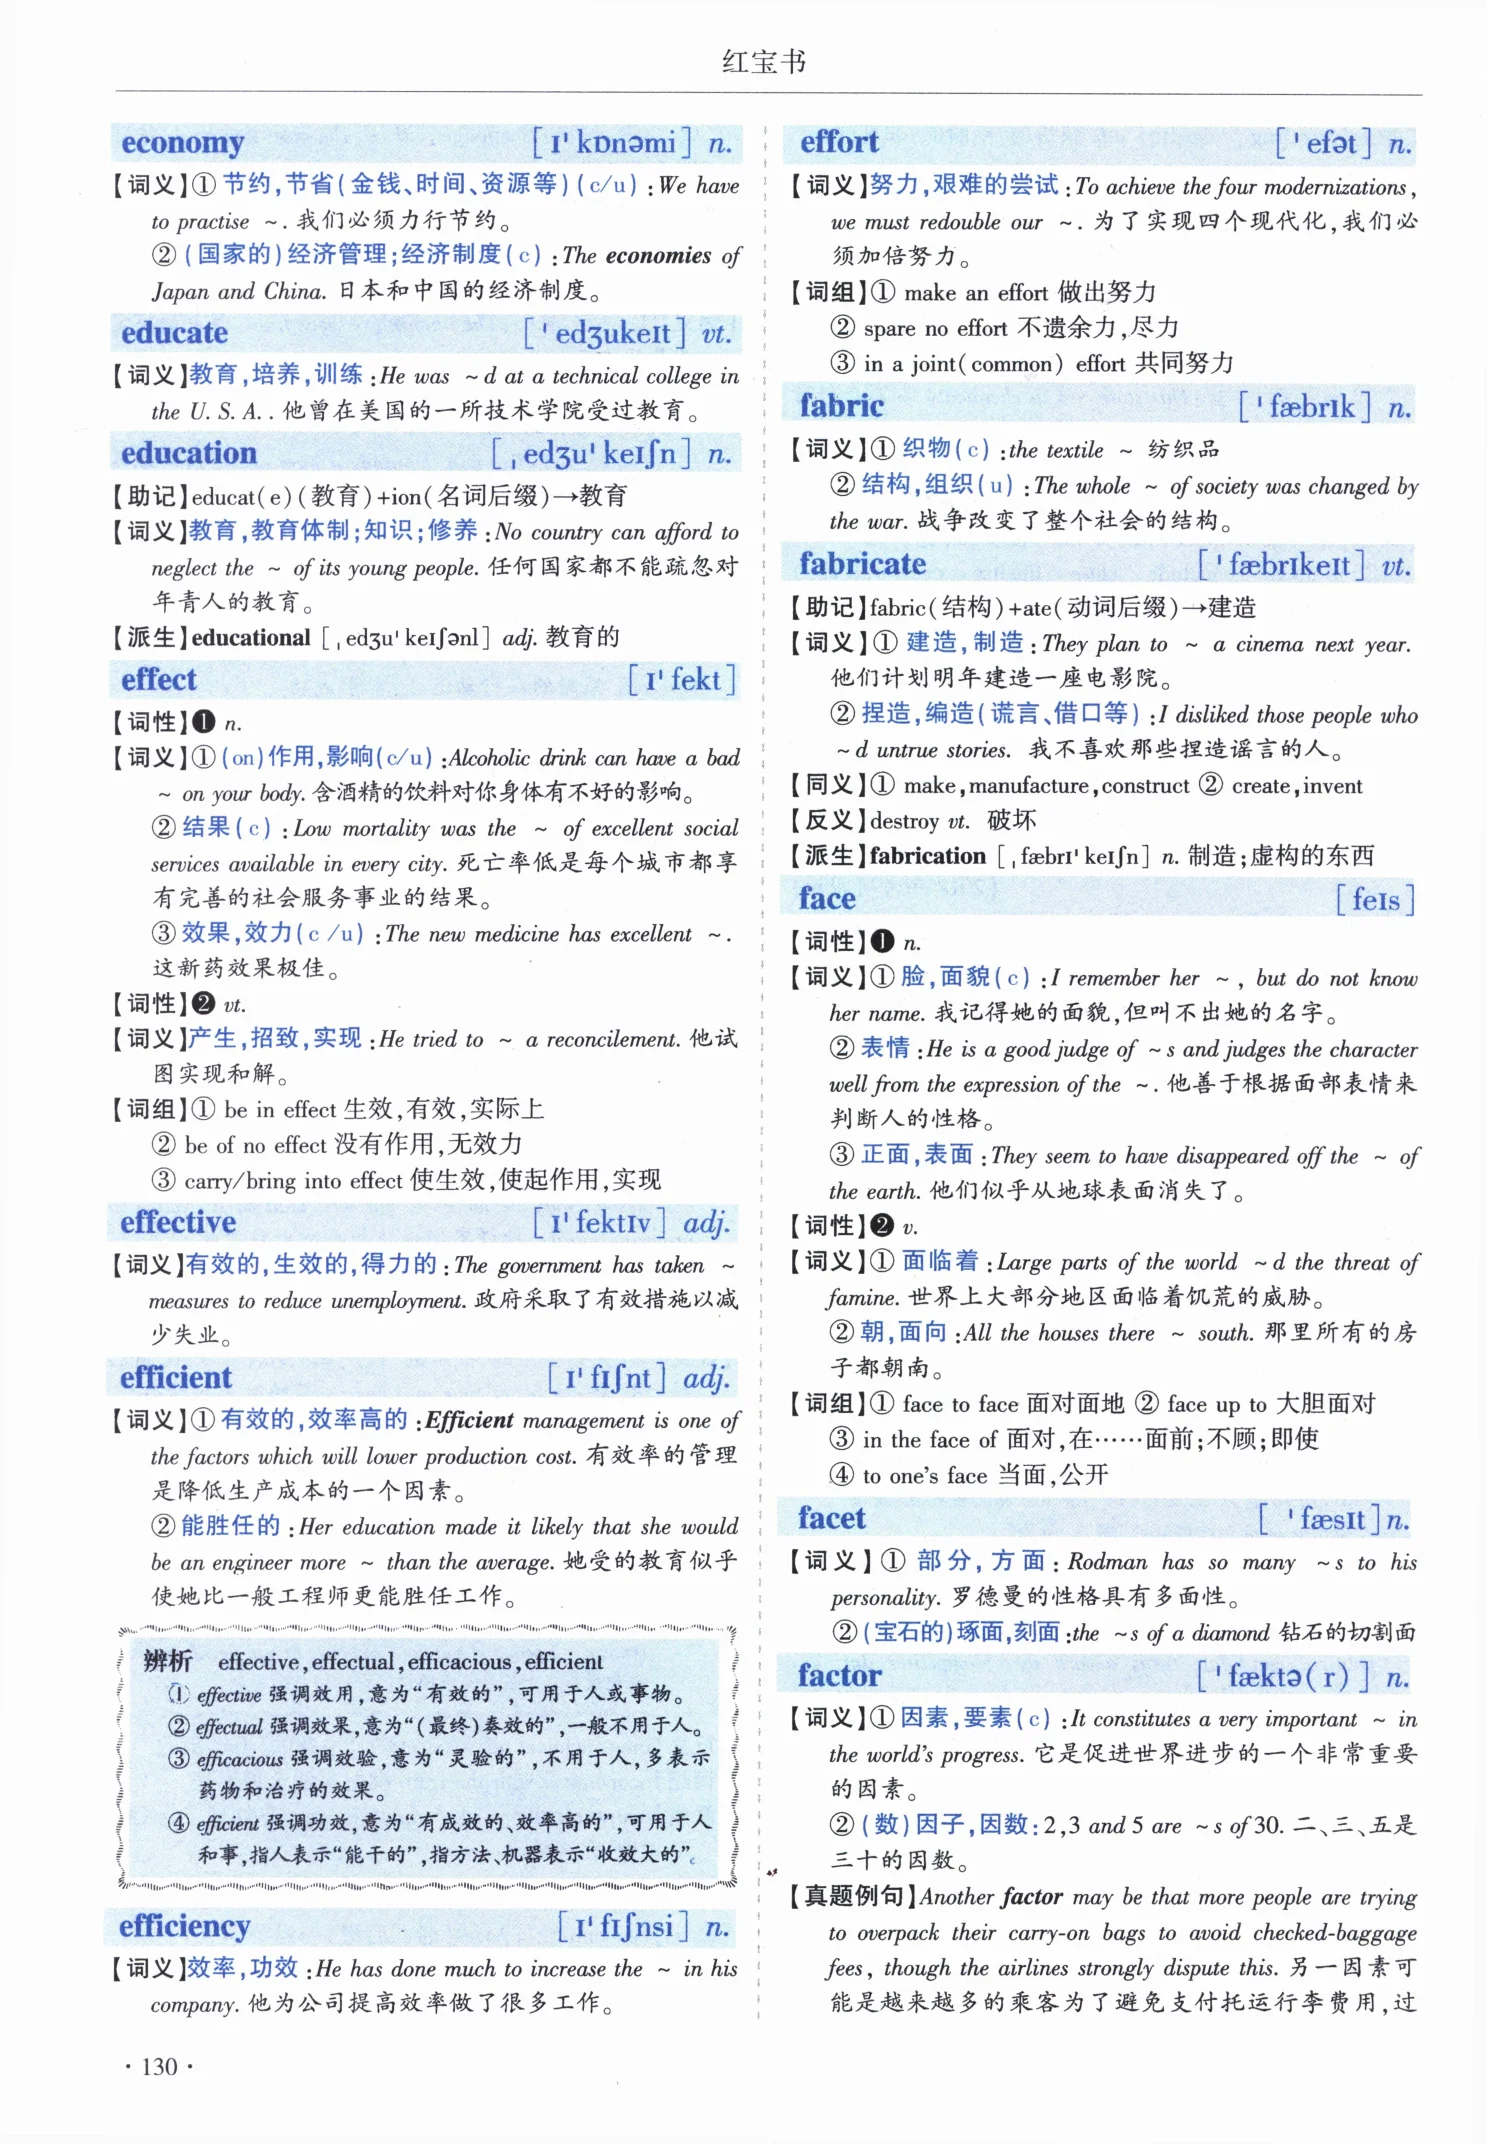 红宝书
economy [ɪˈkɒnəmi] n.
【词义】①节约,节省(金钱、时间、资源等)(c/u):We have
to practise ~. 我们必须力行节约。
②(国家的)经济管理;经济制度(c):The economies of
Japan and China. 日本和中国的经济制度。
educate [ˈedʒukeɪt] vt.
【词义】教育,培养,训练:He was ~d at a technical college in
the U.S.A.. 他曾在美国的一所技术学院受过教育。
education [ˌedʒuˈkeɪʃn] n.
【助记】educat(e)(教育)+ion(名词后缀)→教育
【词义】教育,教育体制;知识;修养:No country can afford to
neglect the ~ of its young people. 任何国家都不能疏忽对
年青人的教育。
【派生】educational [ˌedʒuˈkeɪʃənl] adj. 教育的
effect [ɪˈfekt]
【词性】❶ n.
【词义】①(on)作用,影响(c/u):Alcoholic drink can have a bad
~ on your body. 含酒精的饮料对你身体有不好的影响。
②结果(c):Low mortality was the ~ of excellent social
services available in every city. 死亡率低是每个城市都享
有完善的社会服务事业的结果。
③效果,效力(c/u):The new medicine has excellent ~.
这新药效果极佳。
【词性】❷ vt.
【词义】产生,招致,实现:He tried to ~ a reconcilement. 他试
图实现和解。
【词组】① be in effect 生效,有效,实际上
② be of no effect 没有作用,无效力
③ carry/bring into effect 使生效,使起作用,实现
effective [ɪˈfektɪv] adj.
【词义】有效的,生效的,得力的:The government has taken ~
measures to reduce unemployment. 政府采取了有效措施以减
少失业。
efficient [ɪˈfɪʃnt] adj.
【词义】①有效的,效率高的:Efficient management is one of
the factors which will lower production cost. 有效率的管理
是降低生产成本的一个因素。
②能胜任的:Her education made it likely that she would
be an engineer more ~ than the average. 她受的教育似乎
使她比一般工程师更能胜任工作。
辨析 effective,effectual,efficacious,efficient
① effective 强调效用,意为“有效的”,可用于人或事物。
② effectual 强调效果,意为“(最终)奏效的”,一般不用于人。
③ efficacious 强调效验,意为“灵验的”,不用于人,多表示
药物和治疗的效果。
④ efficient 强调功效,意为“有成效的、效率高的”,可用于人
和事,指人表示“能干的”,指方法、机器表示“收效大的”。
efficiency [ɪˈfɪʃnsi] n.
【词义】效率,功效:He has done much to increase the ~ in his
company. 他为公司提高效率做了很多工作。
effort [ˈefət] n.
【词义】努力,艰难的尝试:To achieve the four modernizations,
we must redouble our ~. 为了实现四个现代化,我们必
须加倍努力。
【词组】① make an effort 做出努力
② spare no effort 不遗余力,尽力
③ in a joint(common) effort 共同努力
fabric [ˈfæbrɪk] n.
【词义】①织物(c):the textile ~ 纺织品
②结构,组织(u):The whole ~ of society was changed by
the war. 战争改变了整个社会的结构。
fabricate [ˈfæbrɪkeɪt] vt.
【助记】fabric(结构)+ate(动词后缀)→建造
【词义】①建造,制造:They plan to ~ a cinema next year.
他们计划明年建造一座电影院。
②捏造,编造(谎言、借口等):I disliked those people who
~d untrue stories. 我不喜欢那些捏造谣言的人。
【同义】① make,manufacture,construct ② create,invent
【反义】destroy vt. 破坏
【派生】fabrication [ˌfæbrɪˈkeɪʃn] n. 制造;虚构的东西
face [feɪs]
【词性】❶ n.
【词义】①脸,面貌(c):I remember her ~, but do not know
her name. 我记得她的面貌,但叫不出她的名字。
②表情:He is a good judge of ~s and judges the character
well from the expression of the ~. 他善于根据面部表情来
判断人的性格。
③正面,表面:They seem to have disappeared off the ~ of
the earth. 他们似乎从地球表面消失了。
【词性】❷ v.
【词义】①面临着:Large parts of the world ~d the threat of
famine. 世界上大部分地区面临着饥荒的威胁。
②朝,面向:All the houses there ~ south. 那里所有的房
子都朝南。
【词组】① face to face 面对面地 ② face up to 大胆面对
③ in the face of 面对,在……面前;不顾;即使
④ to one's face 当面,公开
facet [ˈfæsɪt] n.
【词义】①部分,方面:Rodman has so many ~s to his
personality. 罗德曼的性格具有多面性。
②(宝石的)琢面,刻面:the ~s of a diamond 钻石的切割面
factor [ˈfæktə(r)] n.
【词义】①因素,要素(c):It constitutes a very important ~ in
the world's progress. 它是促进世界进步的一个非常重要
的因素。
②(数)因子,因数:2,3 and 5 are ~s of 30. 二、三、五是
三十的因数。
【真题例句】Another factor may be that more people are trying
to overpack their carry-on bags to avoid checked-baggage
fees, though the airlines strongly dispute this. 另一因素可
能是越来越多的乘客为了避免支付托运行李费用,过
·130·